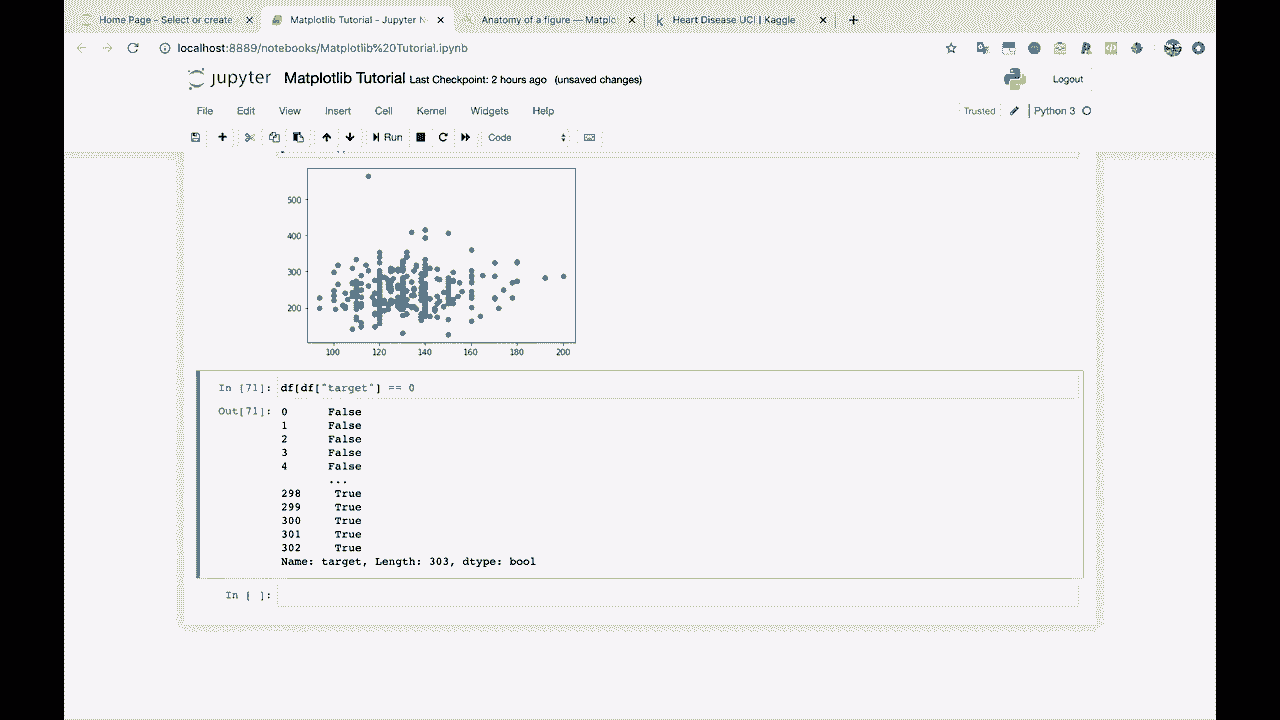 Home Page - Select or create
Matplotlib Tutorial - Jupyter N
Anatomy of a figure — Matplo
Heart Disease UCI | Kaggle
localhost:8889/notebooks/Matplotlib%20Tutorial.ipynb
jupyter Matplotlib Tutorial Last Checkpoint: 2 hours ago (unsaved changes)
Logout
File Edit View Insert Cell Kernel Widgets Help
Trusted Python 3
Run Code
500
400
300
200
100 120 140 160 180 200
In [71]: df[df["target"] == 0
Out[71]: 0 False
1 False
2 False
3 False
4 False
...
298 True
299 True
300 True
301 True
302 True
Name: target, Length: 303, dtype: bool
In [ ]: